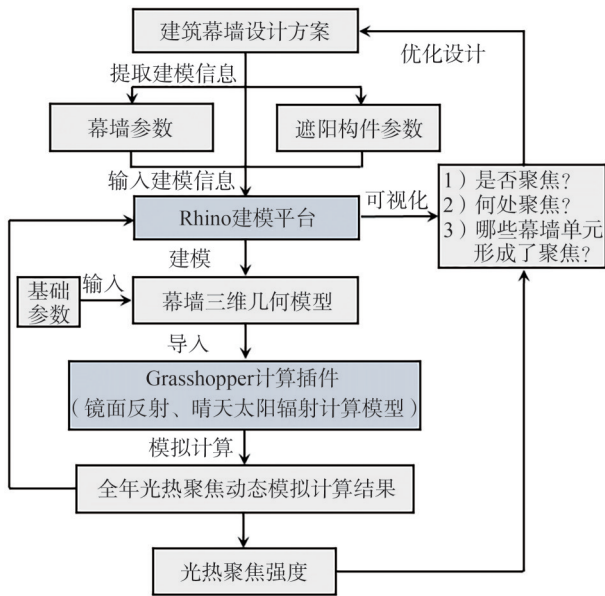 建筑幕墙设计方案
优化设计
提取建模信息
幕墙参数
遮阳构件参数
输入建模信息
1）是否聚焦？
2）何处聚焦？
3）哪些幕墙单元
形成了聚焦？
Rhino建模平台
可视化
建模
基础
参数
输入
幕墙三维几何模型
导入
Grasshopper计算插件
（镜面反射、晴天太阳辐射计算模型）
模拟计算
全年光热聚焦动态模拟计算结果
光热聚焦强度